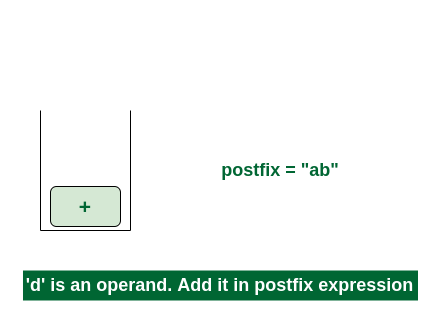 postfix = "ab"
+
'd' is an operand. Add it in postfix expression